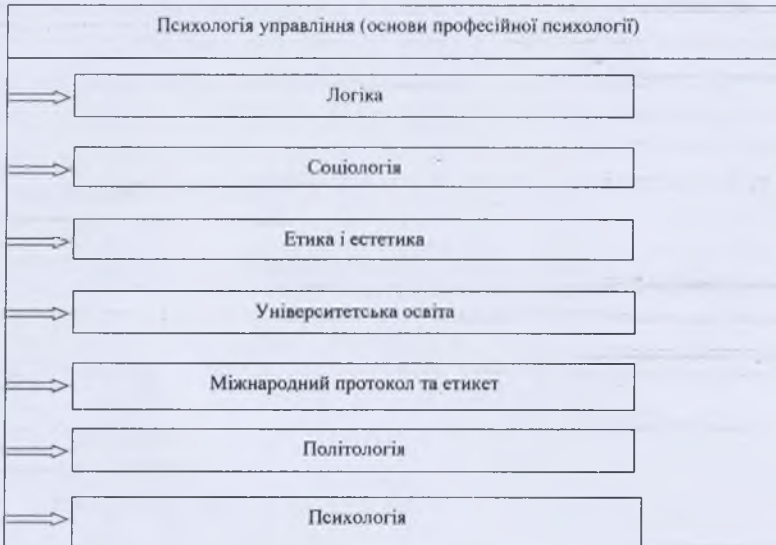 Психологія управління (основи професійної психології)
Логіка
Соціологія
Етика і естетика
Університетська освіта
Міжнародний протокол та етикет
Політологія
Психологія